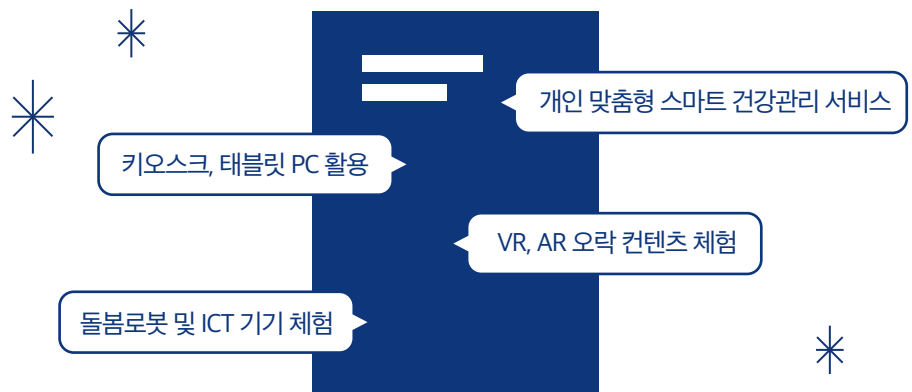 개인 맞춤형 스마트 건강관리 서비스
키오스크, 태블릿 PC 활용
VR, AR 오락 컨텐츠 체험
돌봄로봇 및 ICT 기기 체험